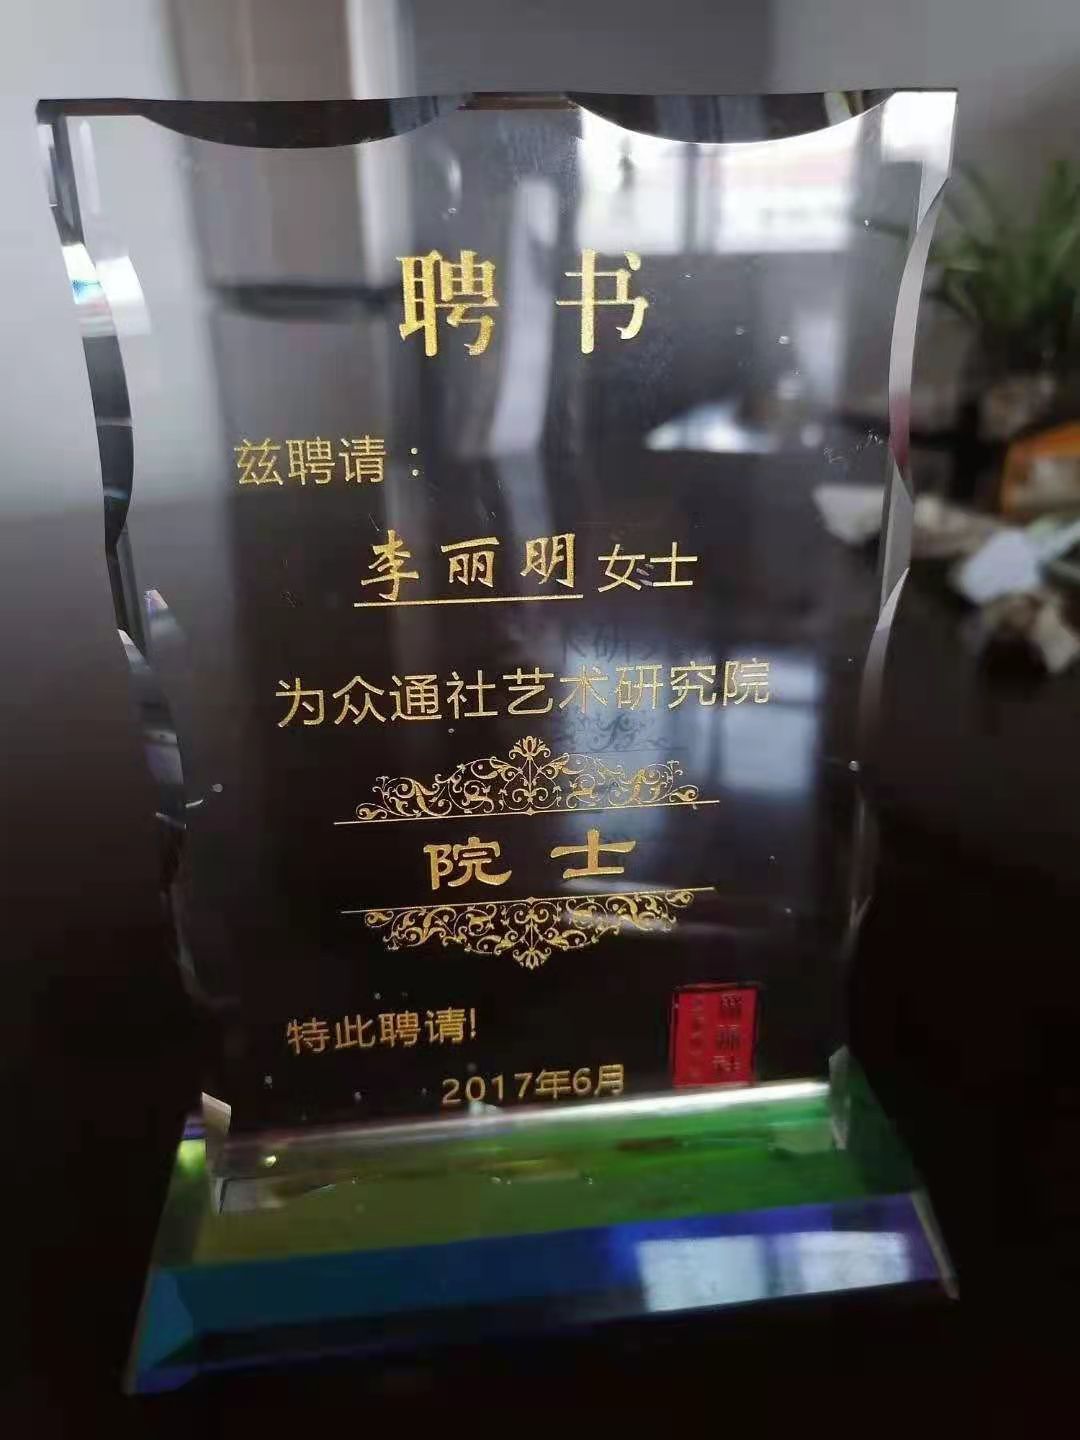 聘书
兹聘请：
李丽明女士
为众通社艺术研究院
院士
特此聘请!
2017年6月